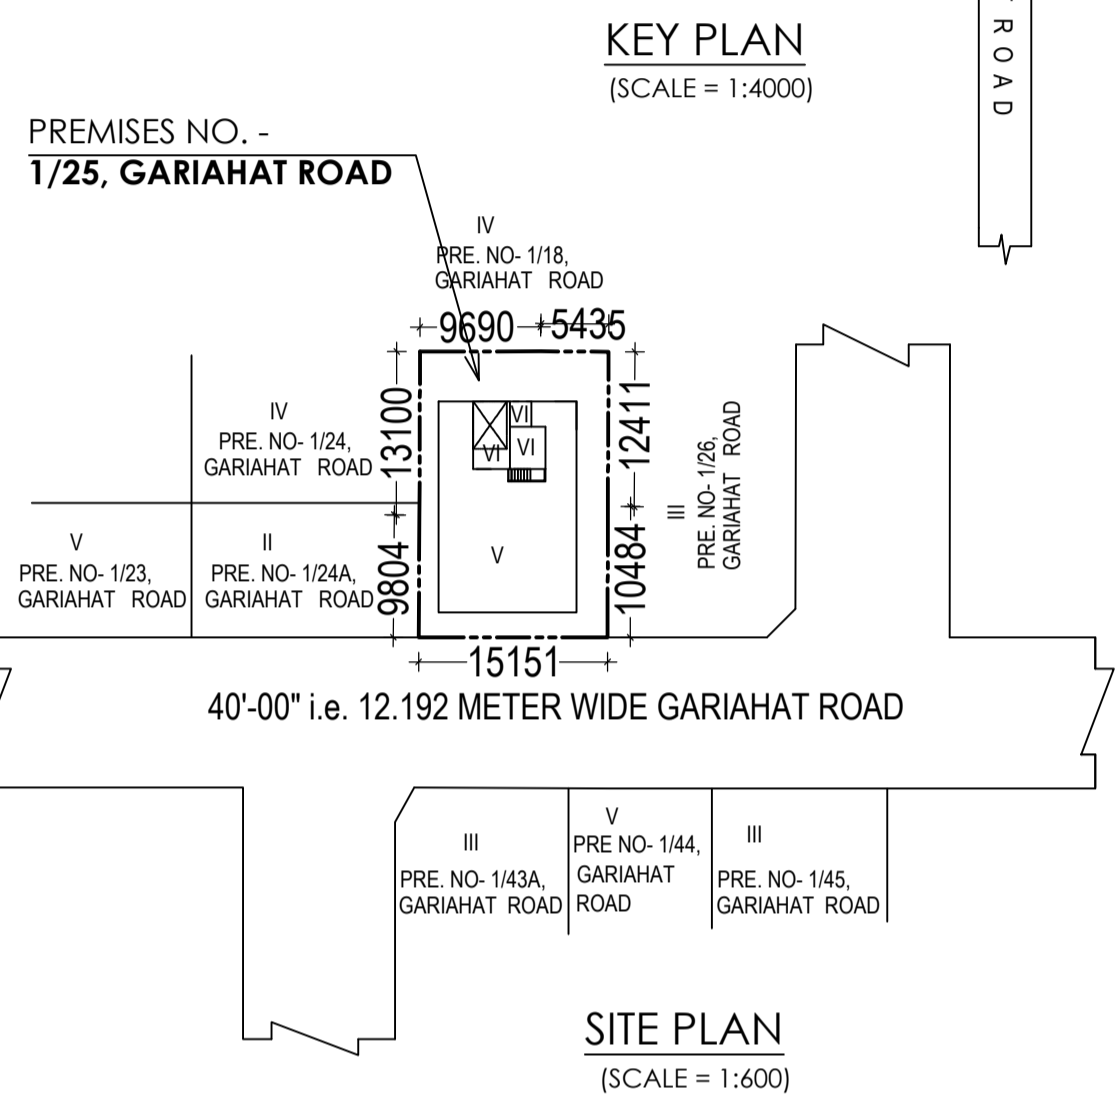 KEY PLAN
(SCALE = 1:4000)
ROAD
PREMISES NO. -
1/25, GARIAHAT ROAD
IV
PRE. NO- 1/18,
GARIAHAT ROAD
9690
5435
13100
12411
9804
10484
15151
VI
VI
VI
V
IV
PRE. NO- 1/24,
GARIAHAT ROAD
V
PRE. NO- 1/23,
GARIAHAT ROAD
II
PRE. NO- 1/24A,
GARIAHAT ROAD
III
PRE. NO- 1/26,
GARIAHAT ROAD
40'-00" i.e. 12.192 METER WIDE GARIAHAT ROAD
III
PRE. NO- 1/43A,
GARIAHAT ROAD
V
PRE NO- 1/44,
GARIAHAT
ROAD
III
PRE. NO- 1/45,
GARIAHAT ROAD
SITE PLAN
(SCALE = 1:600)